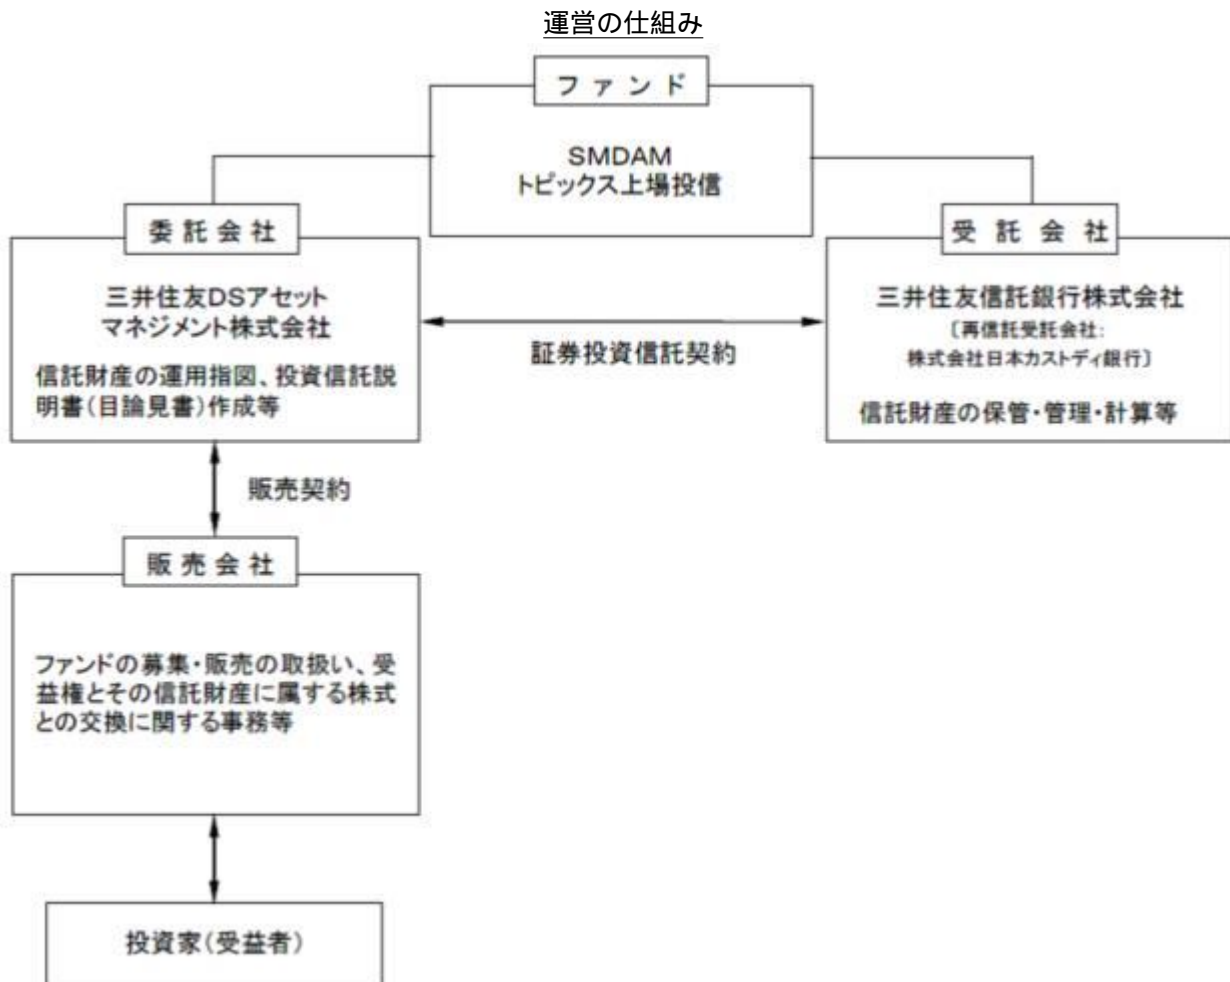 運営の仕組み
ファンド
SMDAM
トピックス上場投信
委託会社
三井住友DSアセット
マネジメント株式会社
信託財産の運用指図、投資信託説
明書(目論見書)作成等
証券投資信託契約
受託会社
三井住友信託銀行株式会社
〔再信託受託会社:
株式会社日本カストディ銀行〕
信託財産の保管・管理・計算等
販売契約
販売会社
ファンドの募集・販売の取扱い、受
益権とその信託財産に属する株式
との交換に関する事務等
投資家(受益者)